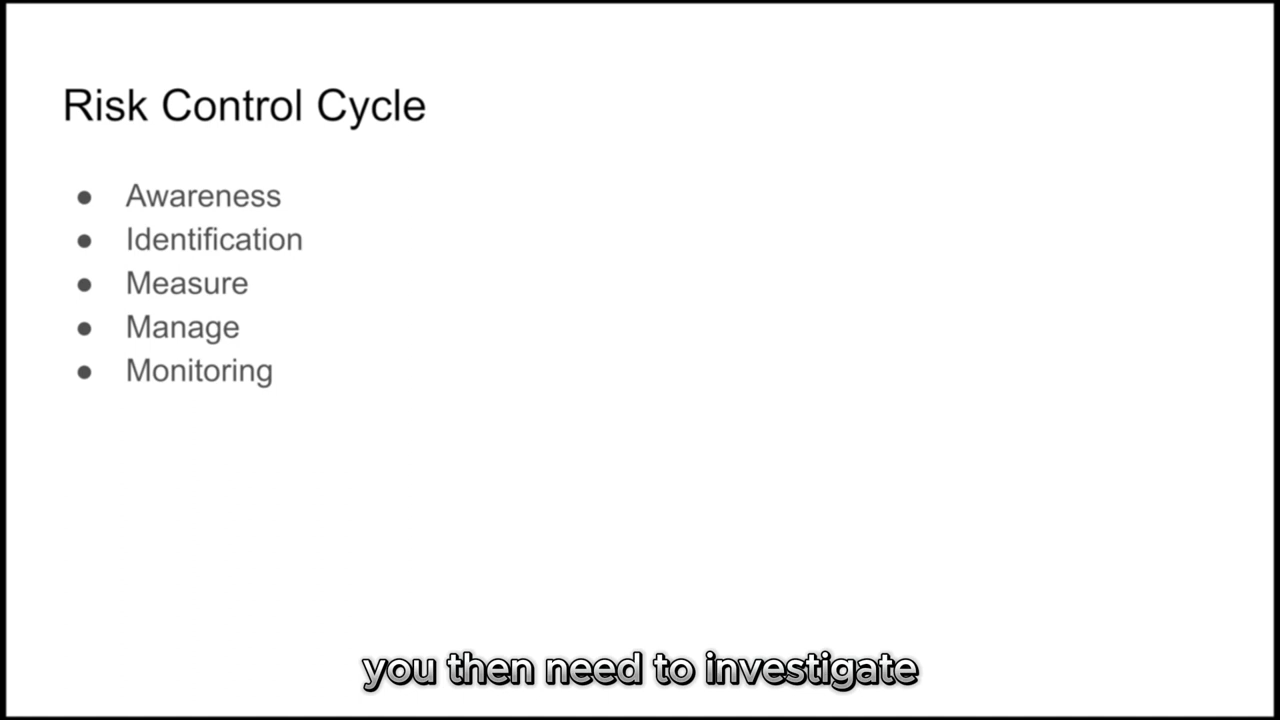 Risk Control Cycle
● Awareness
● Identification
● Measure
● Manage
● Monitoring
you then need to investigate